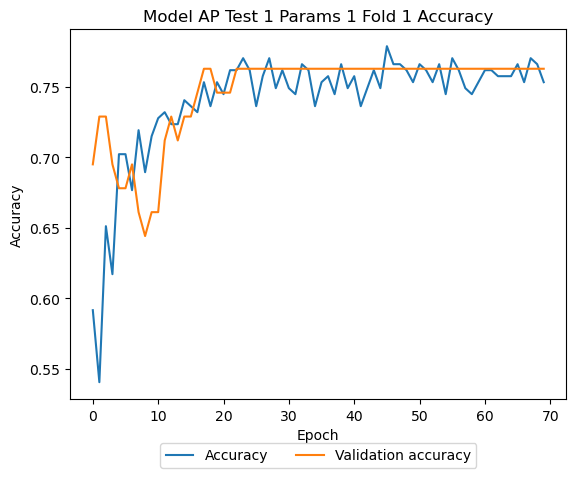 Model AP Test 1 Params 1 Fold 1 Accuracy
Accuracy
0.75
0.70
0.65
0.60
0.55
0 10 20 30 40 50 60 70
Epoch
Accuracy Validation accuracy